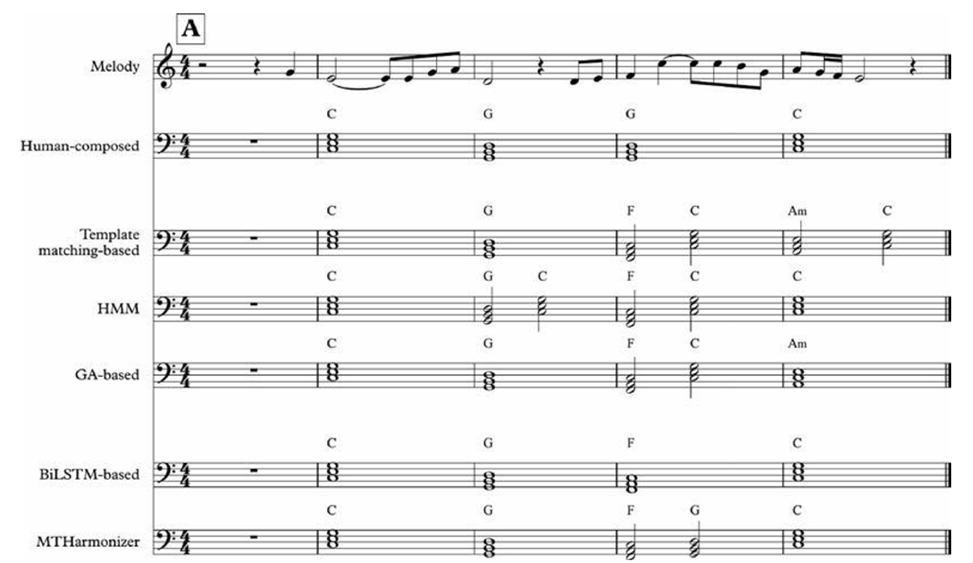 A
Melody
C G G C
Human-composed
C G F C Am C
Template
matching-based
C G C F C C
HMM
C G F C Am
GA-based
C G F C
BiLSTM-based
C G F G C
MTHarmonizer